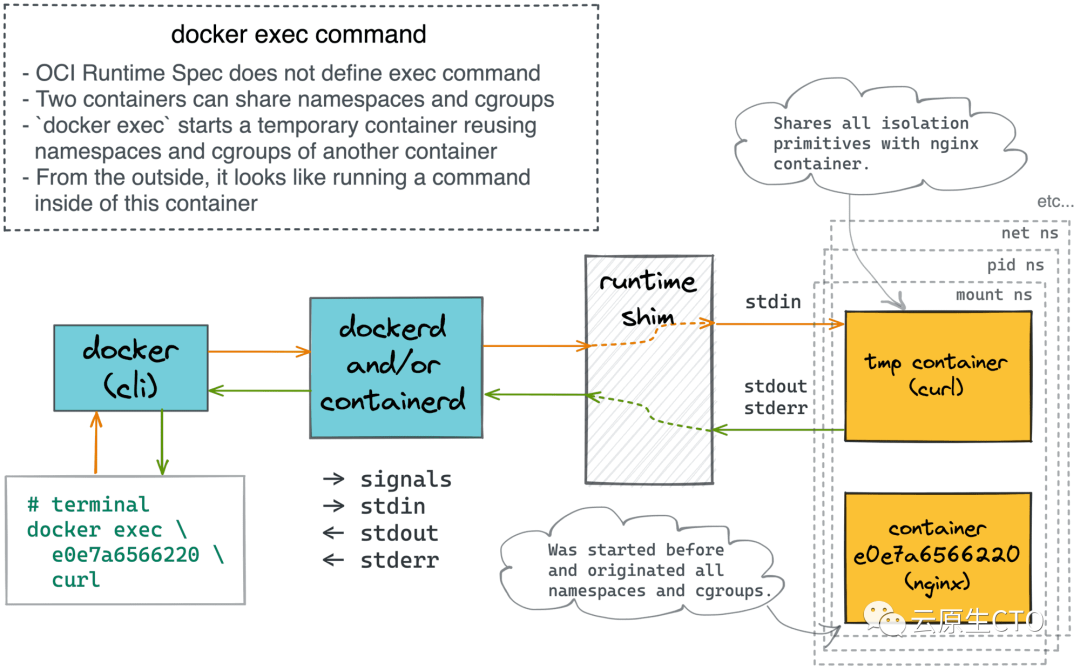 docker exec command
- OCI Runtime Spec does not define exec command
- Two containers can share namespaces and cgroups
- `docker exec` starts a temporary container reusing
namespaces and cgroups of another container
- From the outside, it looks like running a command
inside of this container
Shares all isolation
primitives with nginx
container.
etc...
net ns
pid ns
mount ns
runtime
shim
stdin
dockerd
and/or
containerd
docker
(cli)
tmp container
(curl)
stdout
stderr
# terminal
docker exec \
e0e7a6566220 \
curl
→ signals
→ stdin
← stdout
← stderr
Was started before
and originated all
namespaces and cgroups.
container
e0e7a6566220
(nginx)
云原生CTO